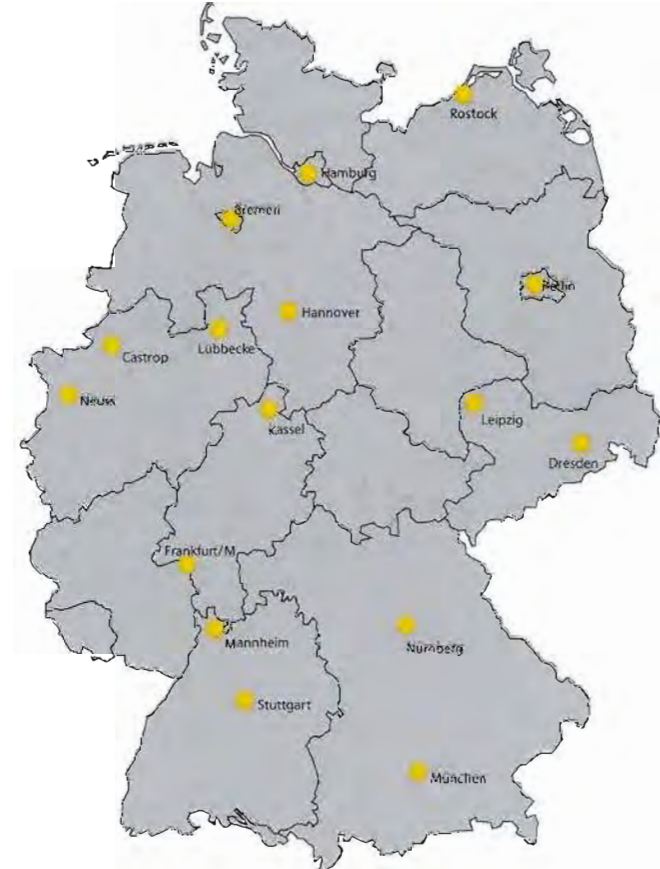 Rostock
Hamburg
Bremen
Berlin
Hannover
Lübbecke
Castrop
Neuss
Leipzig
Kassel
Dresden
Frankfurt/M
Mannheim
Nürnberg
Stuttgart
München